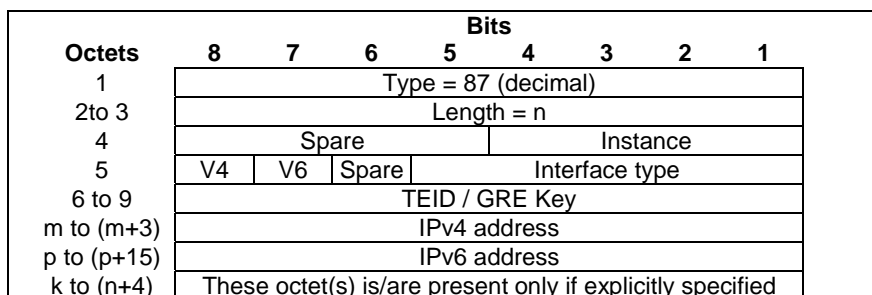 Bits
Octets 8 7 6 5 4 3 2 1
1 Type = 87 (decimal)
2to 3 Length = n
4 Spare Instance
5 V4 V6 Spare Interface type
6 to 9 TEID / GRE Key
m to (m+3) IPv4 address
p to (p+15) IPv6 address
k to (n+4) These octet(s) is/are present only if explicitly specified